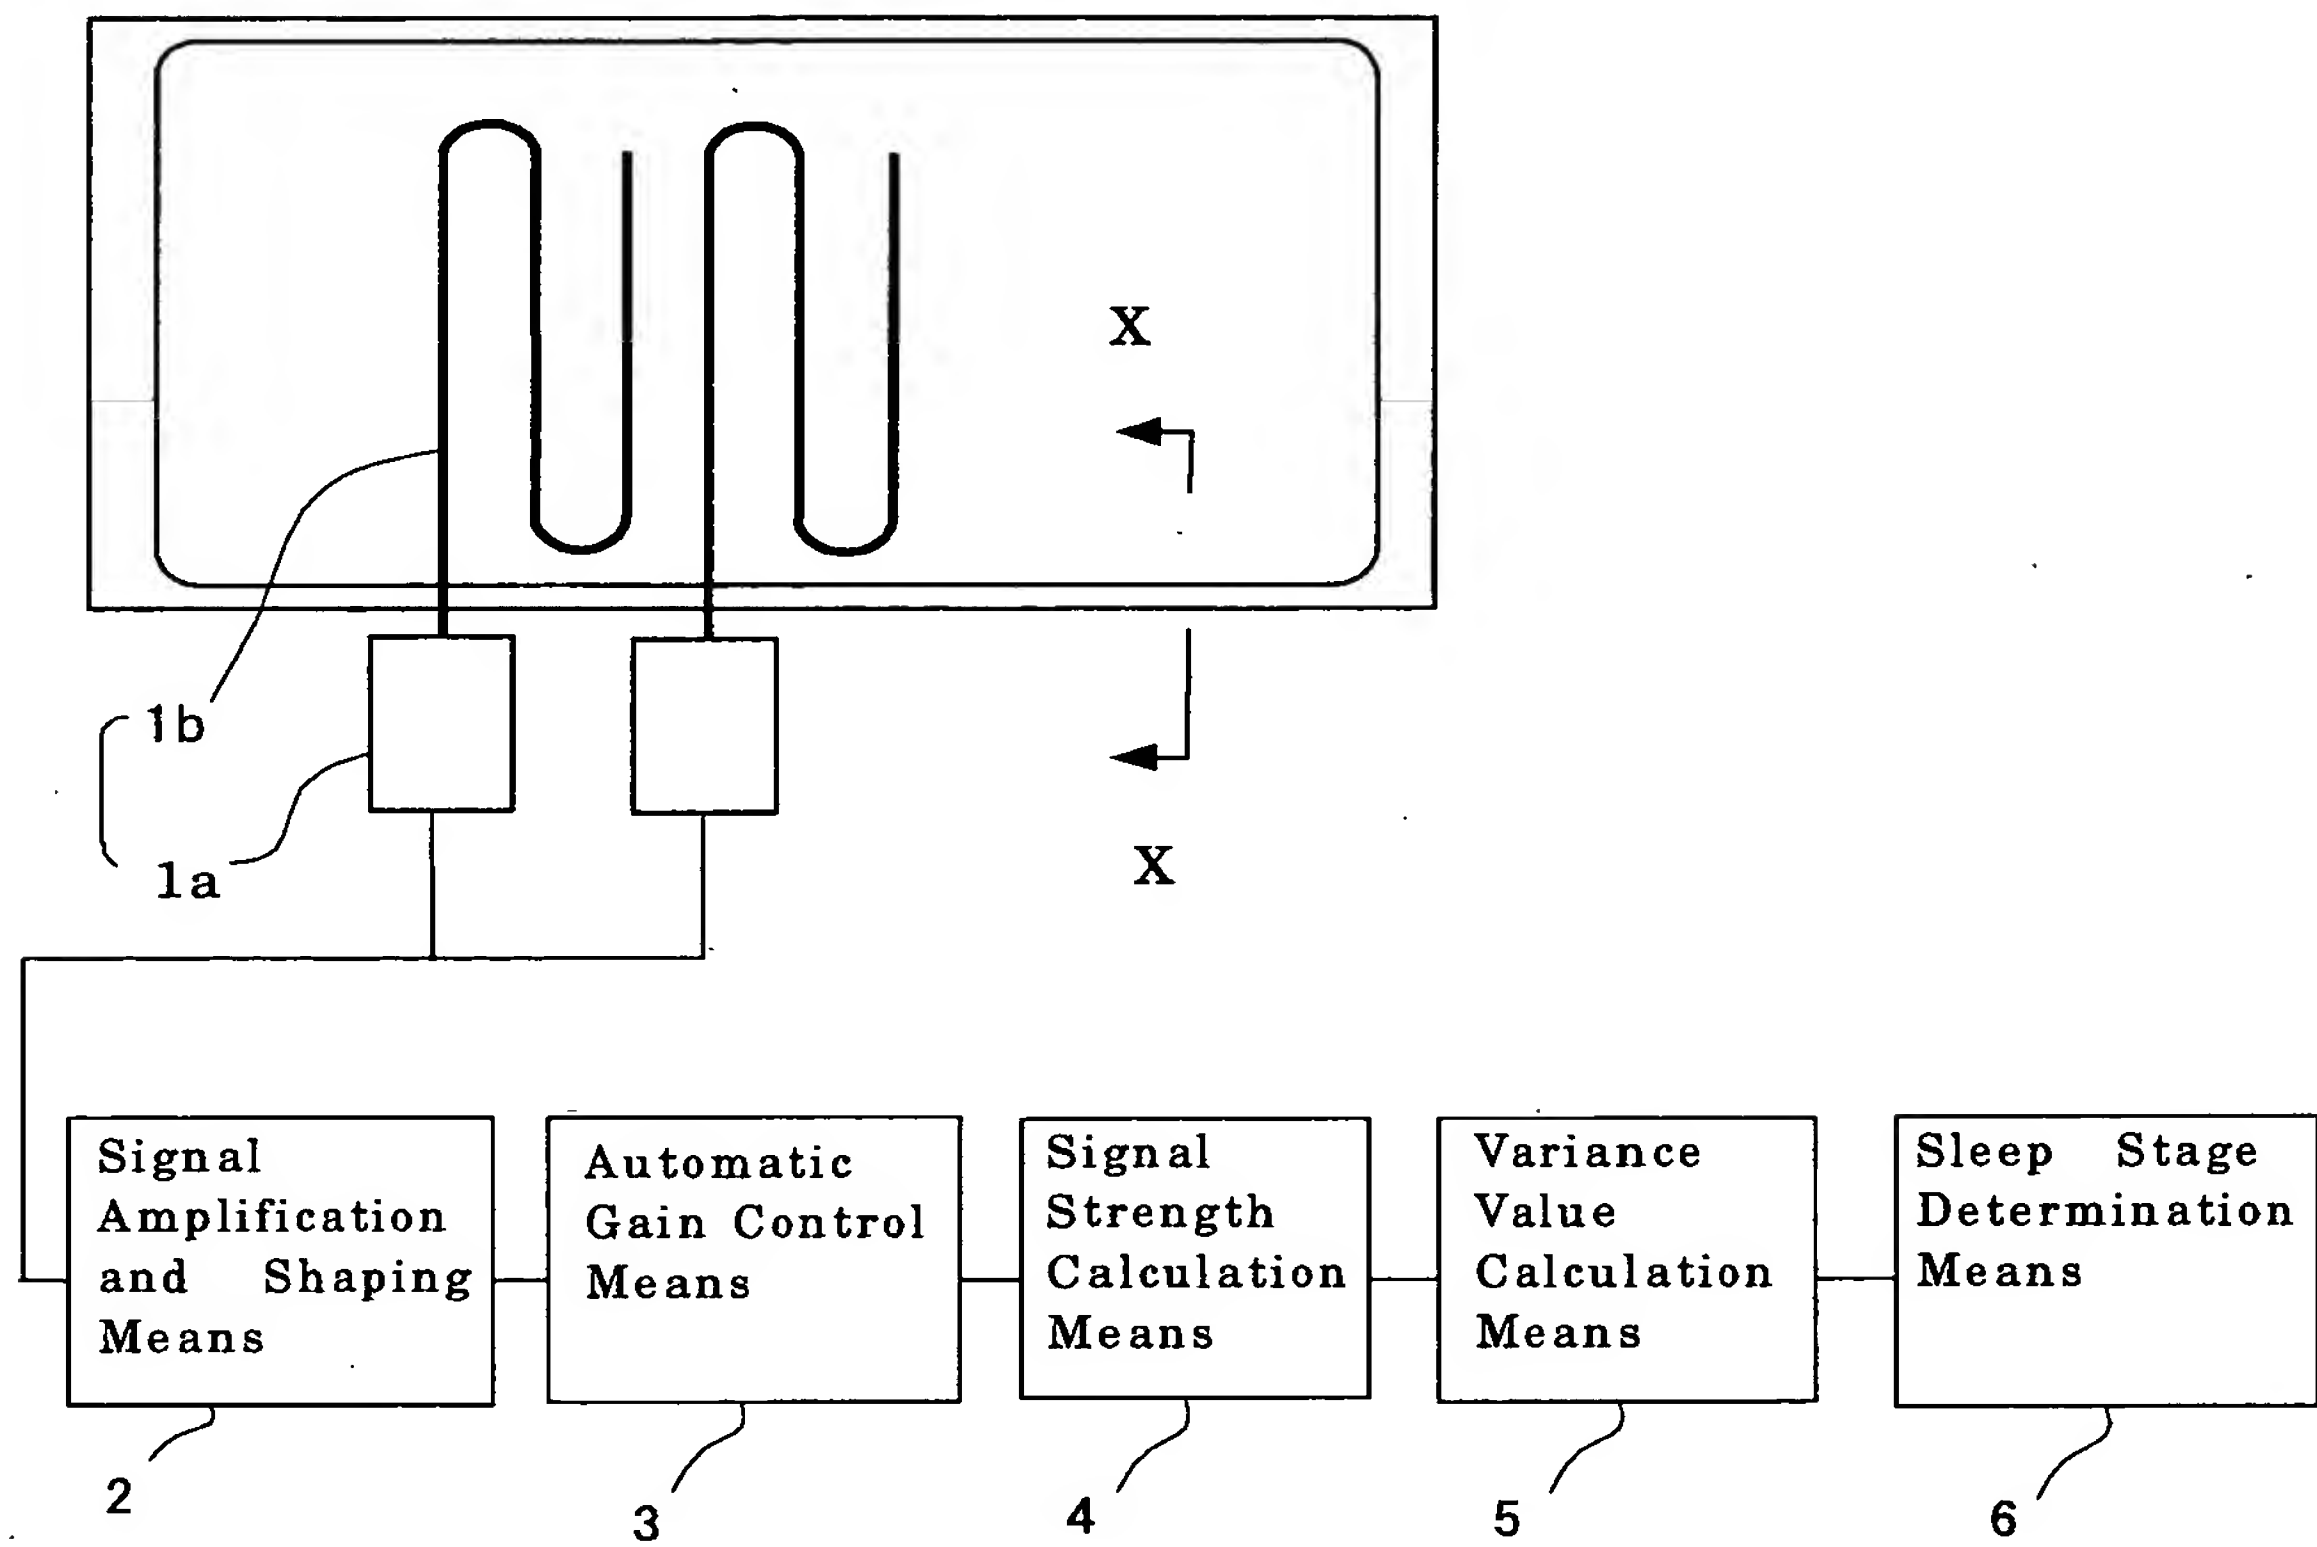 X
1b
1a
X
Signal
Amplification
and Shaping
Means
Automatic
Gain Control
Means
Signal
Strength
Calculation
Means
Variance
Value
Calculation
Means
Sleep Stage
Determination
Means
2
3
4
5
6